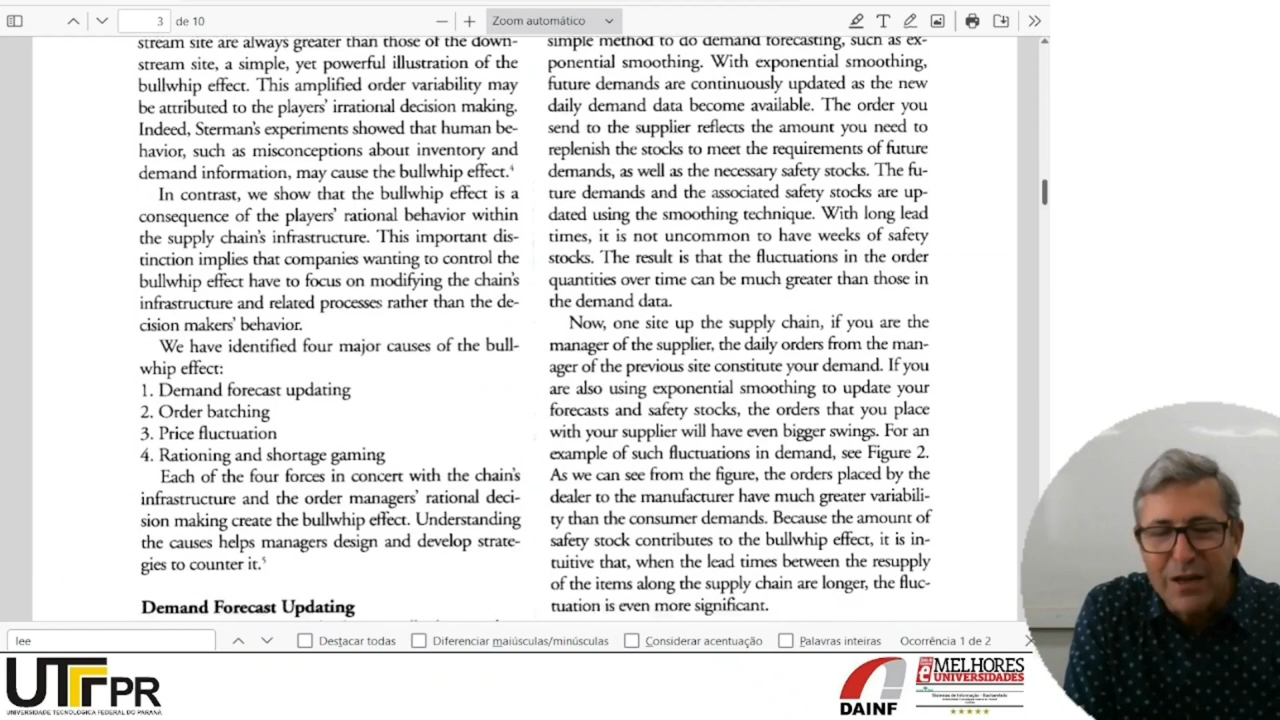 3 de 10
Zoom automático
stream site are always greater than those of the down-
stream site, a simple, yet powerful illustration of the
bullwhip effect. This amplified order variability may
be attributed to the players' irrational decision making.
Indeed, Sterman's experiments showed that human be-
havior, such as misconceptions about inventory and
demand information, may cause the bullwhip effect.⁴
In contrast, we show that the bullwhip effect is a
consequence of the players' rational behavior within
the supply chain's infrastructure. This important dis-
tinction implies that companies wanting to control the
bullwhip effect have to focus on modifying the chain's
infrastructure and related processes rather than the de-
cision makers' behavior.
We have identified four major causes of the bull-
whip effect:
1. Demand forecast updating
2. Order batching
3. Price fluctuation
4. Rationing and shortage gaming
Each of the four forces in concert with the chain's
infrastructure and the order managers' rational deci-
sion making create the bullwhip effect. Understanding
the causes helps managers design and develop strate-
gies to counter it.⁵
Demand Forecast Updating
simple method to do demand forecasting, such as ex-
ponential smoothing. With exponential smoothing,
future demands are continuously updated as the new
daily demand data become available. The order you
send to the supplier reflects the amount you need to
replenish the stocks to meet the requirements of future
demands, as well as the necessary safety stocks. The fu-
ture demands and the associated safety stocks are up-
dated using the smoothing technique. With long lead
times, it is not uncommon to have weeks of safety
stocks. The result is that the fluctuations in the order
quantities over time can be much greater than those in
the demand data.
Now, one site up the supply chain, if you are the
manager of the supplier, the daily orders from the man-
ager of the previous site constitute your demand. If you
are also using exponential smoothing to update your
forecasts and safety stocks, the orders that you place
with your supplier will have even bigger swings. For an
example of such fluctuations in demand, see Figure 2.
As we can see from the figure, the orders placed by the
dealer to the manufacturer have much greater variabili-
ty than the consumer demands. Because the amount of
safety stock contributes to the bullwhip effect, it is in-
tuitive that, when the lead times between the resupply
of the items along the supply chain are longer, the fluc-
tuation is even more significant.
lee
Destacar todas
Diferenciar maiúsculas/minúsculas
Considerar acentuação
Palavras inteiras
Ocorrência 1 de 2
UTFPR
UNIVERSIDADE TECNOLÓGICA FEDERAL DO PARANÁ
DAINF
MELHORES
UNIVERSIDADES